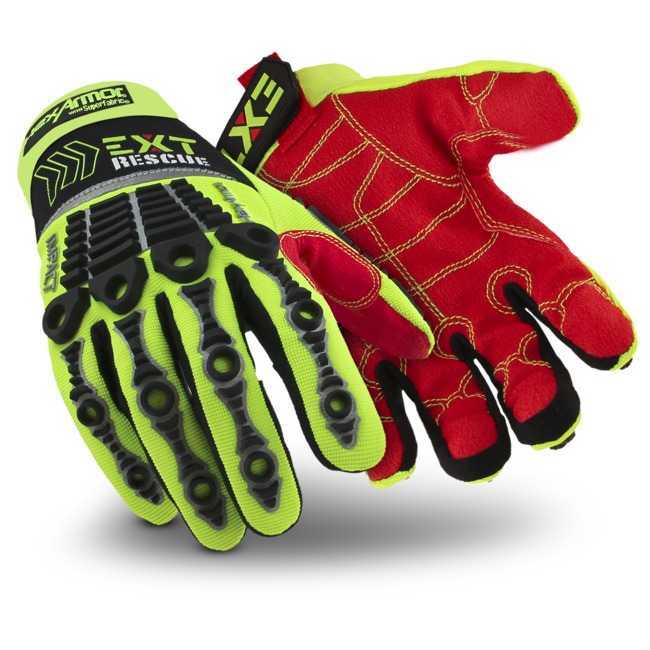 HexArmor
WITH SuperFabric®
EXT
RESCUE
IMPACT
EXT